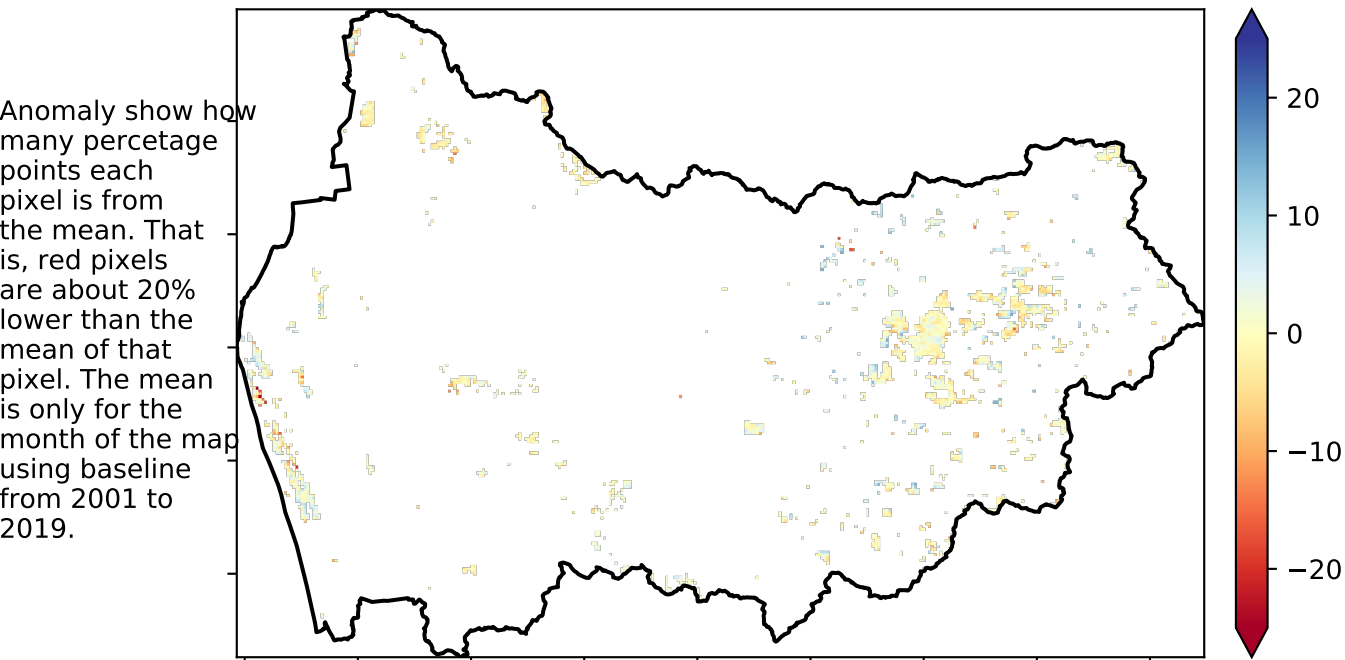 Anomaly show how
many percetage
points each
pixel is from
the mean. That
is, red pixels
are about 20%
lower than the
mean of that
pixel. The mean
is only for the
month of the map
using baseline
from 2001 to
2019.
20
10
0
−10
−20